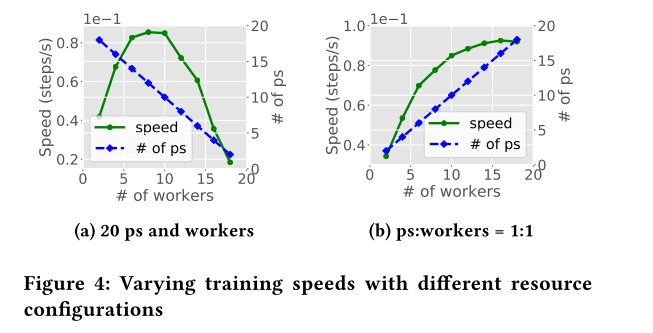 1e−1
0.8
0.6
0.4
0.2
Speed (steps/s)
20
15
10
5
0
# of ps
speed
# of ps
0 5 10 15 20
# of workers
(a) 20 ps and workers
1e−1
1.0
0.8
0.6
0.4
Speed (steps/s)
20
15
10
5
0
# of ps
speed
# of ps
0 5 10 15 20
# of workers
(b) ps:workers = 1:1
Figure 4: Varying training speeds with different resource
configurations